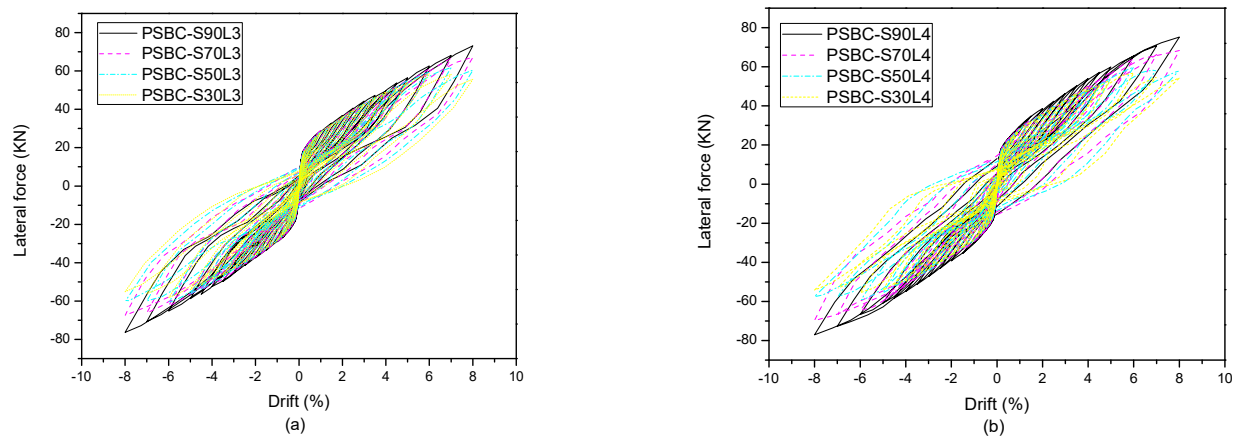 80
60
40
20
0
-20
-40
-60
-80
Lateral force (KN)
PSBC-S90L3
PSBC-S70L3
PSBC-S50L3
PSBC-S30L3
-10 -8 -6 -4 -2 0 2 4 6 8 10
Drift (%)
(a)
80
60
40
20
0
-20
-40
-60
-80
Lateral force (KN)
PSBC-S90L4
PSBC-S70L4
PSBC-S50L4
PSBC-S30L4
-10 -8 -6 -4 -2 0 2 4 6 8 10
Drift (%)
(b)